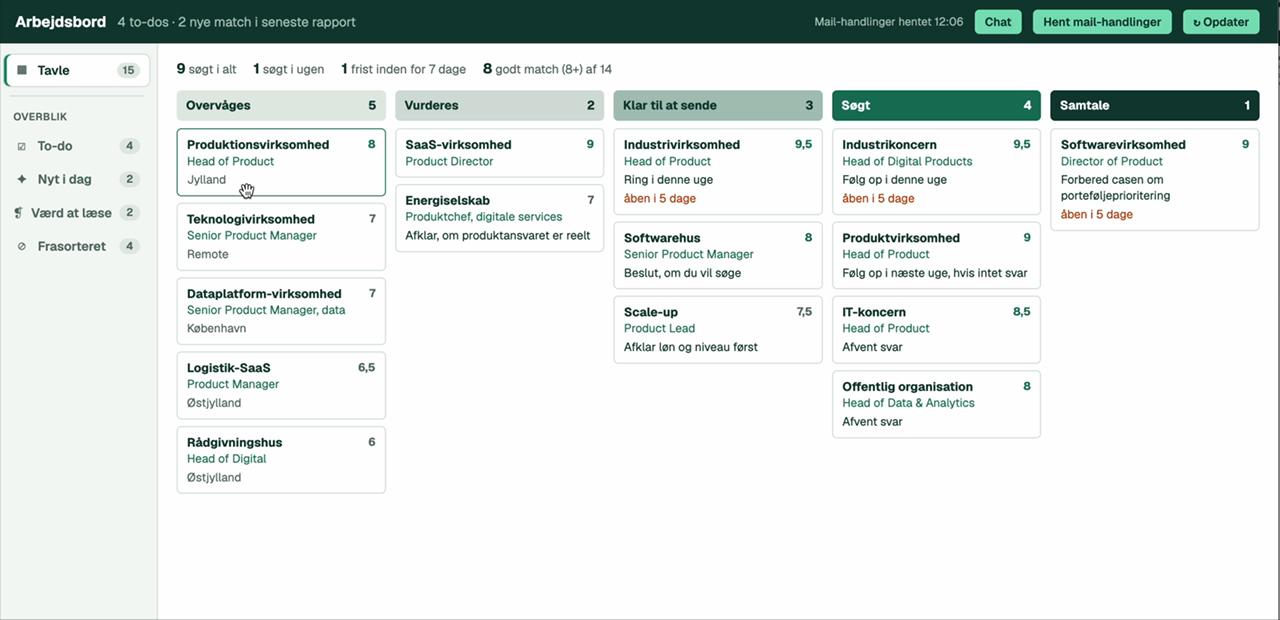 Arbejdsbord 4 to-dos · 2 nye match i seneste rapport
Mail-handlinger hentet 12:06 Chat Hent mail-handlinger ↻ Opdater
Tavle 15
OVERBLIK
To-do 4
Nyt i dag 2
Værd at læse 2
Frasorteret 4
9 søgt i alt 1 søgt i ugen 1 frist inden for 7 dage 8 godt match (8+) af 14
Overvåges 5
Produktionsvirksomhed 8
Head of Product
Jylland
Teknologivirksomhed 7
Senior Product Manager
Remote
Dataplatform-virksomhed 7
Senior Product Manager, data
København
Logistik-SaaS 6,5
Product Manager
Østjylland
Rådgivningshus 6
Head of Digital
Østjylland
Vurderes 2
SaaS-virksomhed 9
Product Director
Energiselskab 7
Produktchef, digitale services
Afklar, om produktansvaret er reelt
Klar til at sende 3
Industrivirksomhed 9,5
Head of Product
Ring i denne uge
åben i 5 dage
Softwarehus 8
Senior Product Manager
Beslut, om du vil søge
Scale-up 7,5
Product Lead
Afklar løn og niveau først
Søgt 4
Industrikoncern 9,5
Head of Digital Products
Følg op i denne uge
åben i 5 dage
Produktvirksomhed 9
Head of Product
Følg op i næste uge, hvis intet svar
IT-koncern 8,5
Head of Product
Afvent svar
Offentlig organisation 8
Head of Data & Analytics
Afvent svar
Samtale 1
Softwarevirksomhed 9
Director of Product
Forbered casen om
porteføljeprioritering
åben i 5 dage